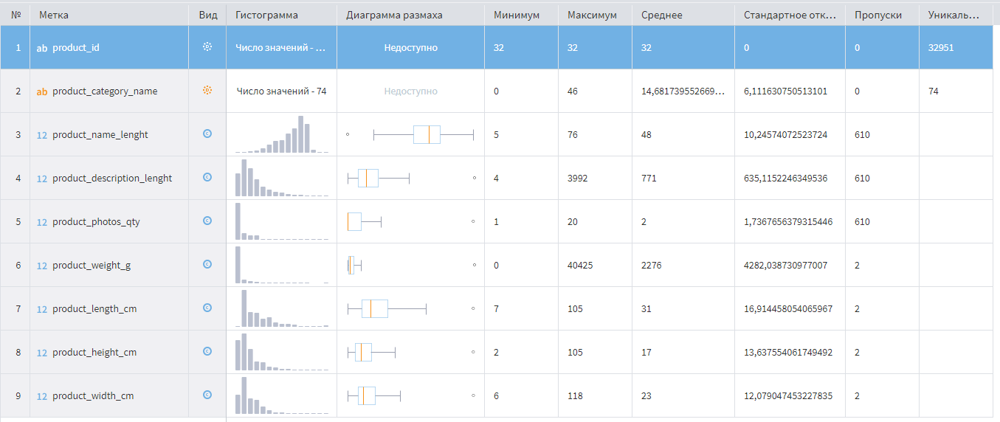 № Метка Вид Гистограмма Диаграмма размаха Минимум Максимум Среднее Стандартное отк... Пропуски Уникаль...
1 ab product_id Число значений - ... Недоступно 32 32 32 0 0 32951
2 ab product_category_name Число значений - 74 Недоступно 0 46 14,681739552669... 6,111630750513101 0 74
3 12 product_name_lenght 5 76 48 10,24574072523724 610
4 12 product_description_lenght 4 3992 771 635,1152246349536 610
5 12 product_photos_qty 1 20 2 1,7367656379315446 610
6 12 product_weight_g 0 40425 2276 4282,038730977007 2
7 12 product_length_cm 7 105 31 16,914458054065967 2
8 12 product_height_cm 2 105 17 13,637554061749492 2
9 12 product_width_cm 6 118 23 12,079047453227835 2